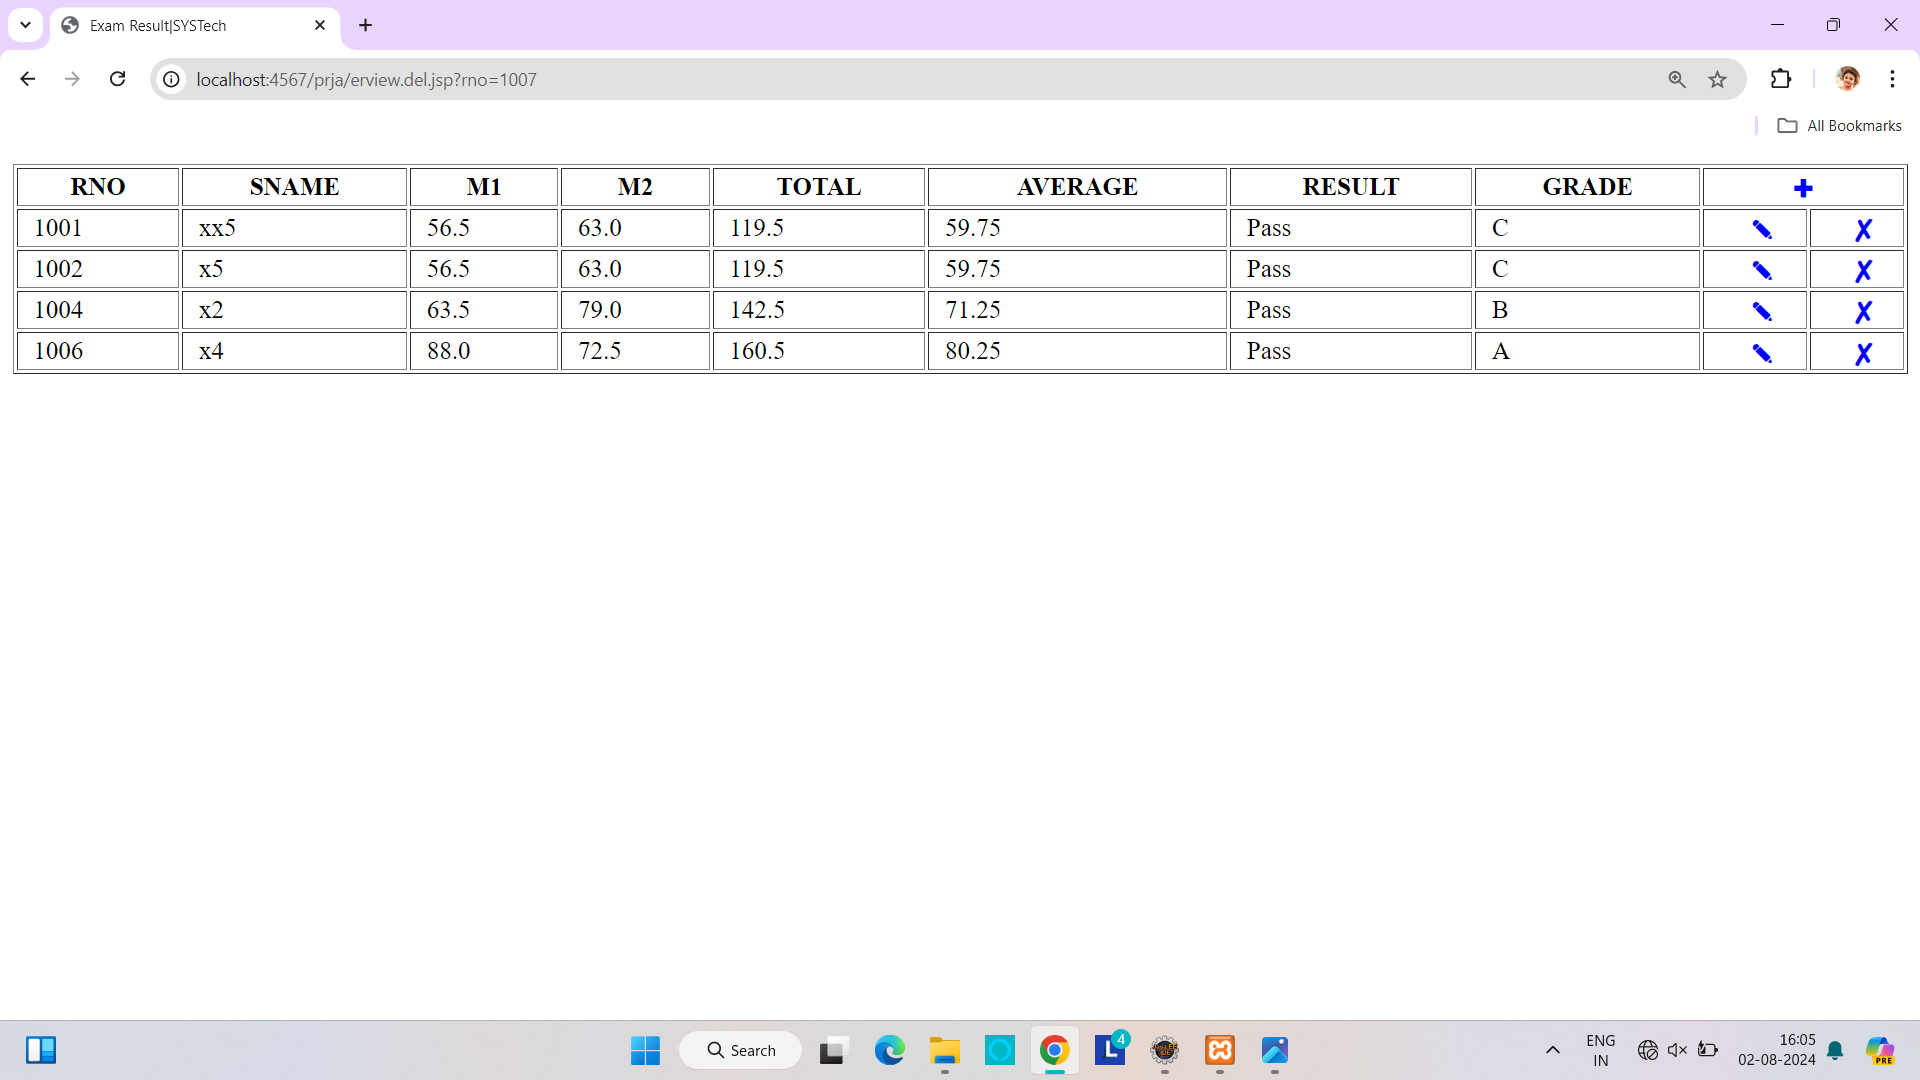 Exam Result|SYSTech
localhost:4567/prja/erview.del.jsp?rno=1007
All Bookmarks
RNO SNAME M1 M2 TOTAL AVERAGE RESULT GRADE
1001 xx5 56.5 63.0 119.5 59.75 Pass C
1002 x5 56.5 63.0 119.5 59.75 Pass C
1004 x2 63.5 79.0 142.5 71.25 Pass B
1006 x4 88.0 72.5 160.5 80.25 Pass A
Search
L 4
ENG
IN
16:05
02-08-2024
PRE